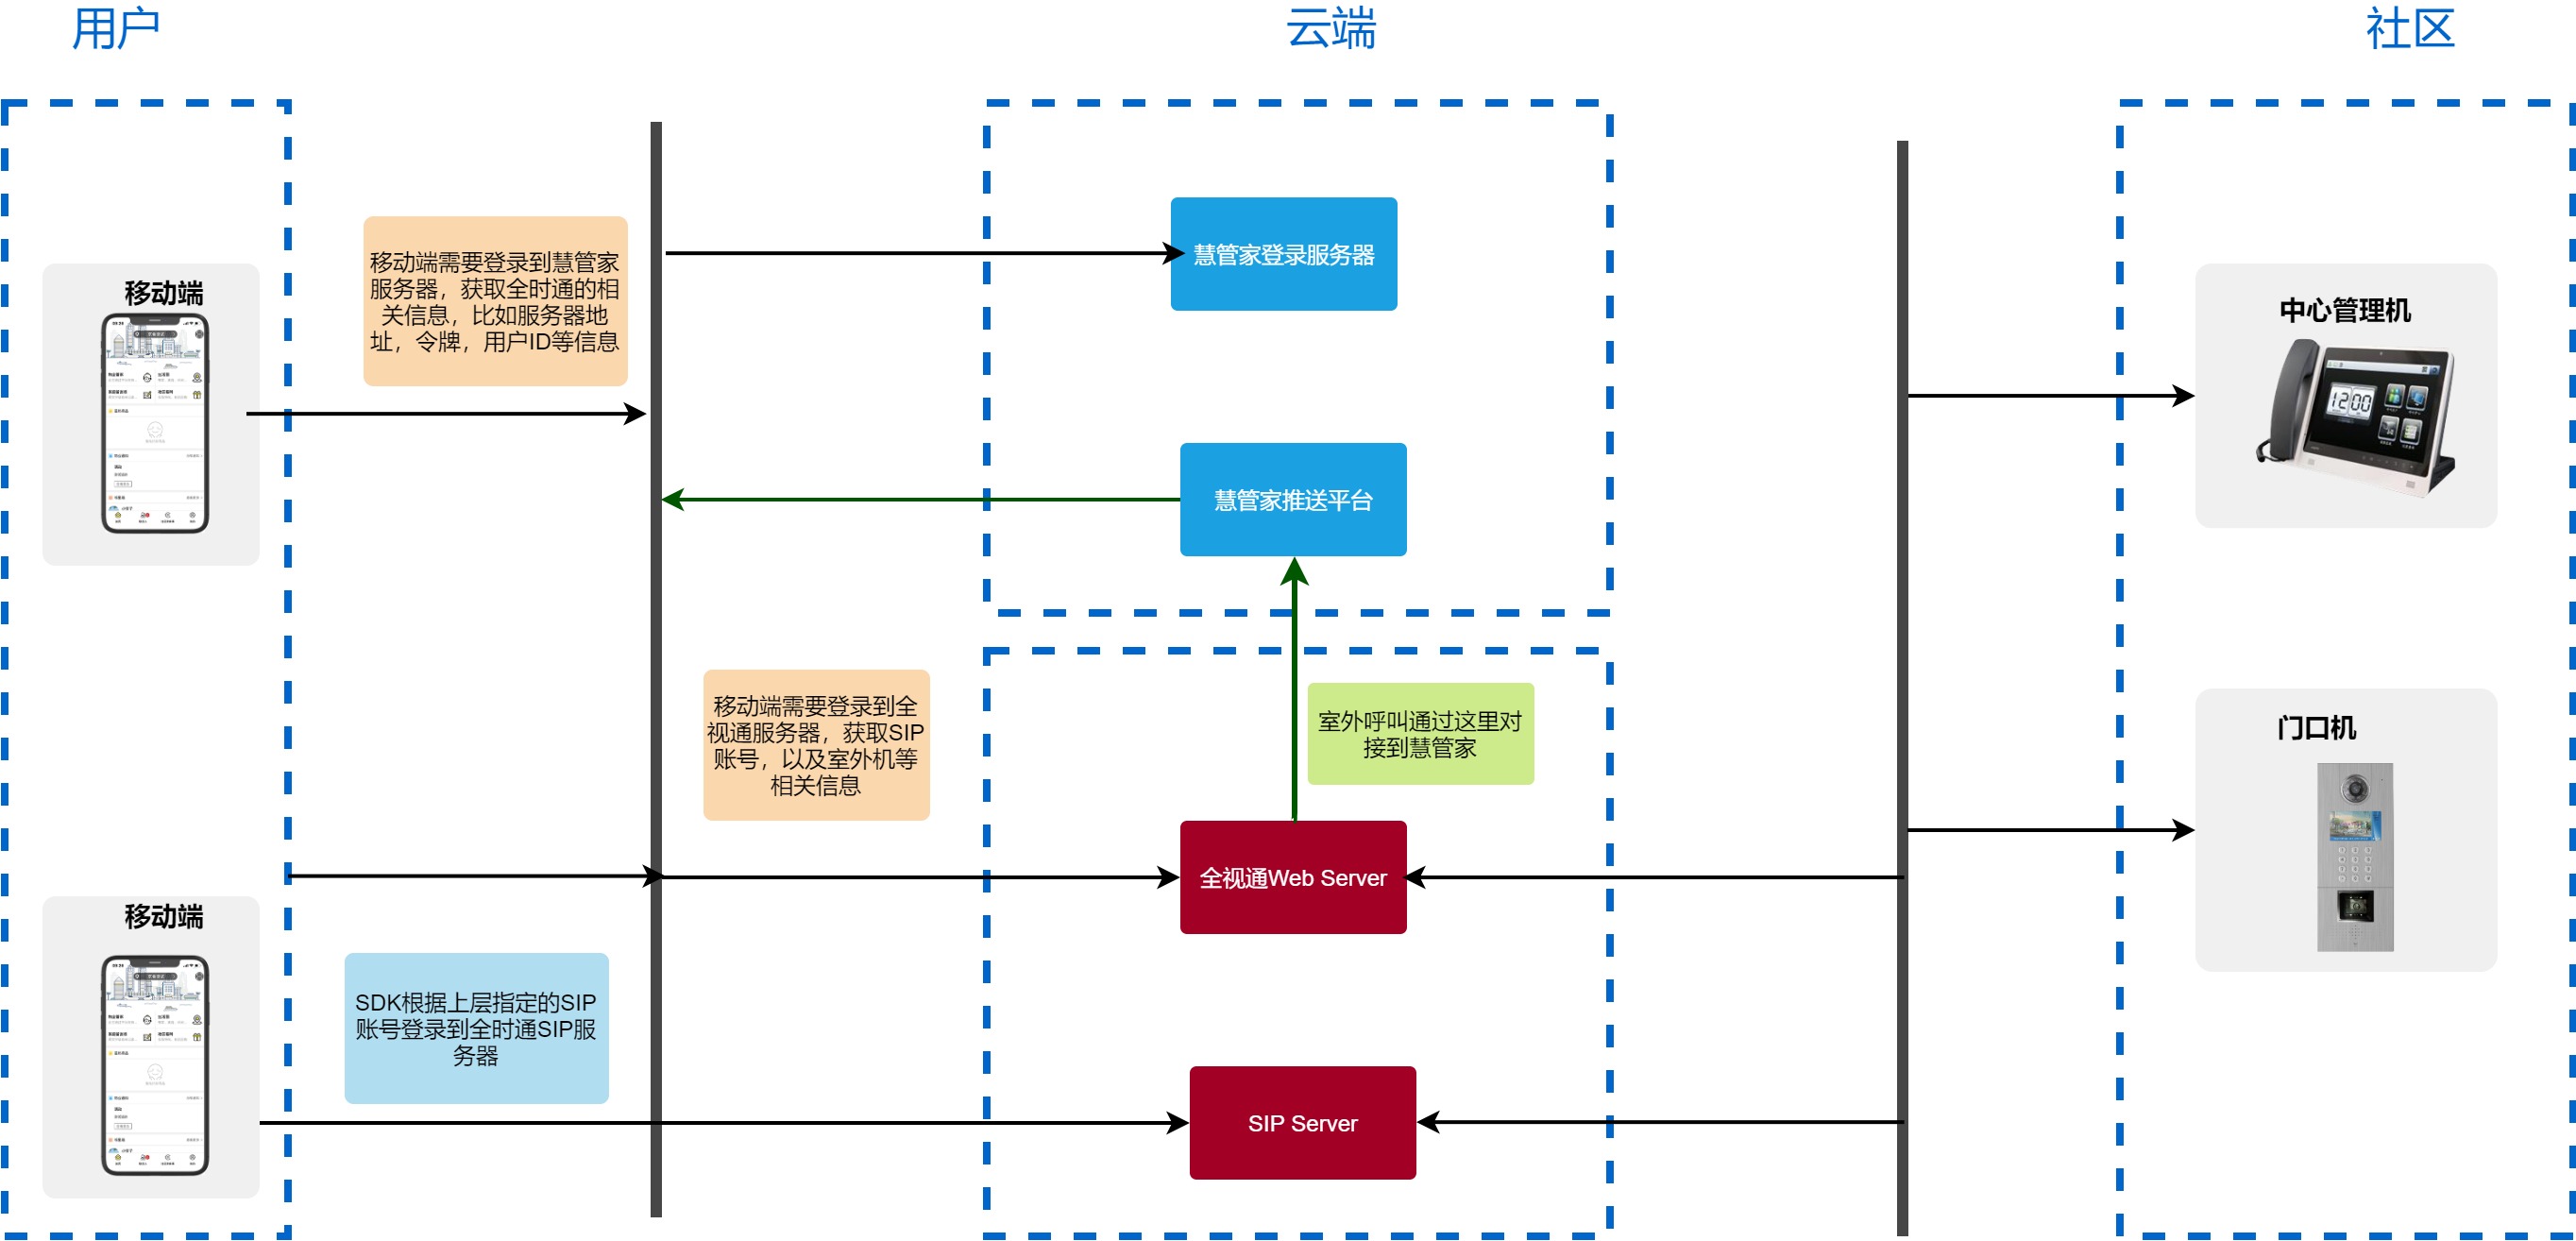 用户
云端
社区
移动端
移动端需要登录到慧管家
服务器，获取全时通的相
关信息，比如服务器地
址，令牌，用户ID等信息
慧管家登录服务器
中心管理机
12:00
慧管家推送平台
移动端需要登录到全
视通服务器，获取SIP
账号，以及室外机等
相关信息
室外呼叫通过这里对
接到慧管家
门口机
全视通Web Server
移动端
SDK根据上层指定的SIP
账号登录到全时通SIP服
务器
SIP Server